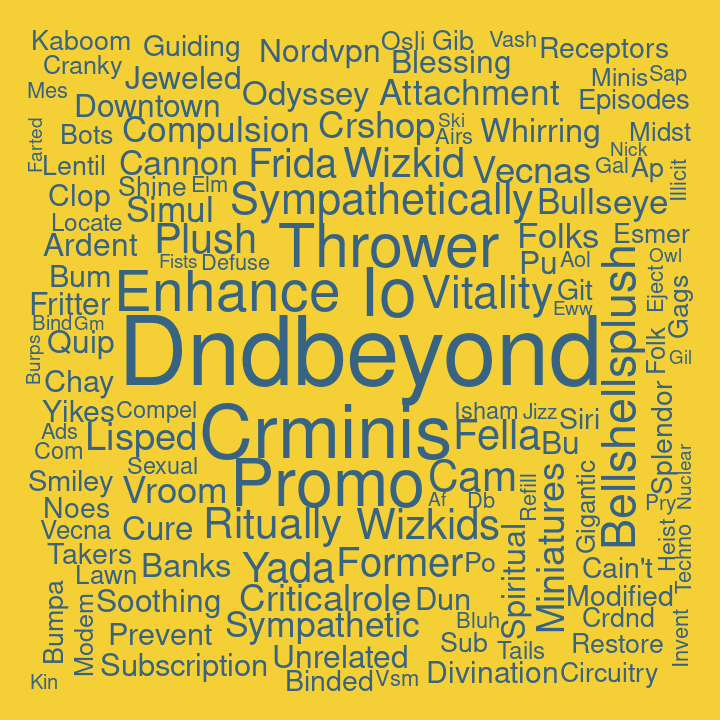 Kaboom
Guiding
Nordvpn
Osli
Gib
Vash
Receptors
Cranky
Jeweled
Blessing
Minis
Sap
Mes
Downtown
Odyssey
Attachment
Episodes
Farted
Bots
Compulsion
Crshop
Ski
Airs
Whirring
Midst
Nick
Lentil
Cannon
Frida
Wizkid
Vecnas
Gal
Ap
Illicit
Clop
Shine
Elm
Simul
Sympathetically
Bullseye
Locate
Ardent
Plush
Thrower
Folks
Esmer
Fists
Defuse
Pu
Aol
Owl
Bum
Enhance
Io
Vitality
Git
Eject
Gags
Fritter
Eww
Bind
Gm
Burps
Quip
Dndbeyond
Bellshellsplush
Folk
Gil
Chay
Yikes
Compel
Crminis
Isham
Jizz
Siri
Splendor
Ads
Com
Lisped
Fella
Bu
Sexual
Smiley
Vroom
Promo
Cam
Af
Db
Refill
Miniatures
Gigantic
Nuclear
Pry
Noes
Vecna
Cure
Ritually
Wizkids
Heist
Techno
Takers
Lawn
Banks
Yada
Former
Po
Spiritual
Cain't
Bumpa
Modem
Soothing
Criticalrole
Dun
Modified
Prevent
Sympathetic
Bluh
Crdnd
Invent
Sub
Tails
Restore
Subscription
Unrelated
Kin
Binded
Vsm
Divination
Circuitry